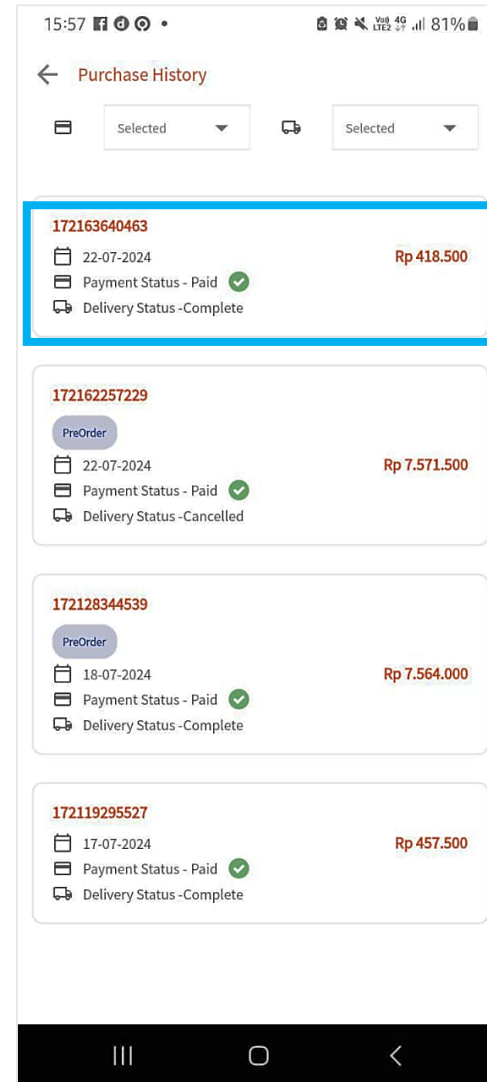 15:57 81%
Purchase History
Selected Selected
172163640463
22-07-2024 Rp 418.500
Payment Status - Paid
Delivery Status -Complete
172162257229
PreOrder
22-07-2024 Rp 7.571.500
Payment Status - Paid
Delivery Status -Cancelled
172128344539
PreOrder
18-07-2024 Rp 7.564.000
Payment Status - Paid
Delivery Status -Complete
172119295527
17-07-2024 Rp 457.500
Payment Status - Paid
Delivery Status -Complete